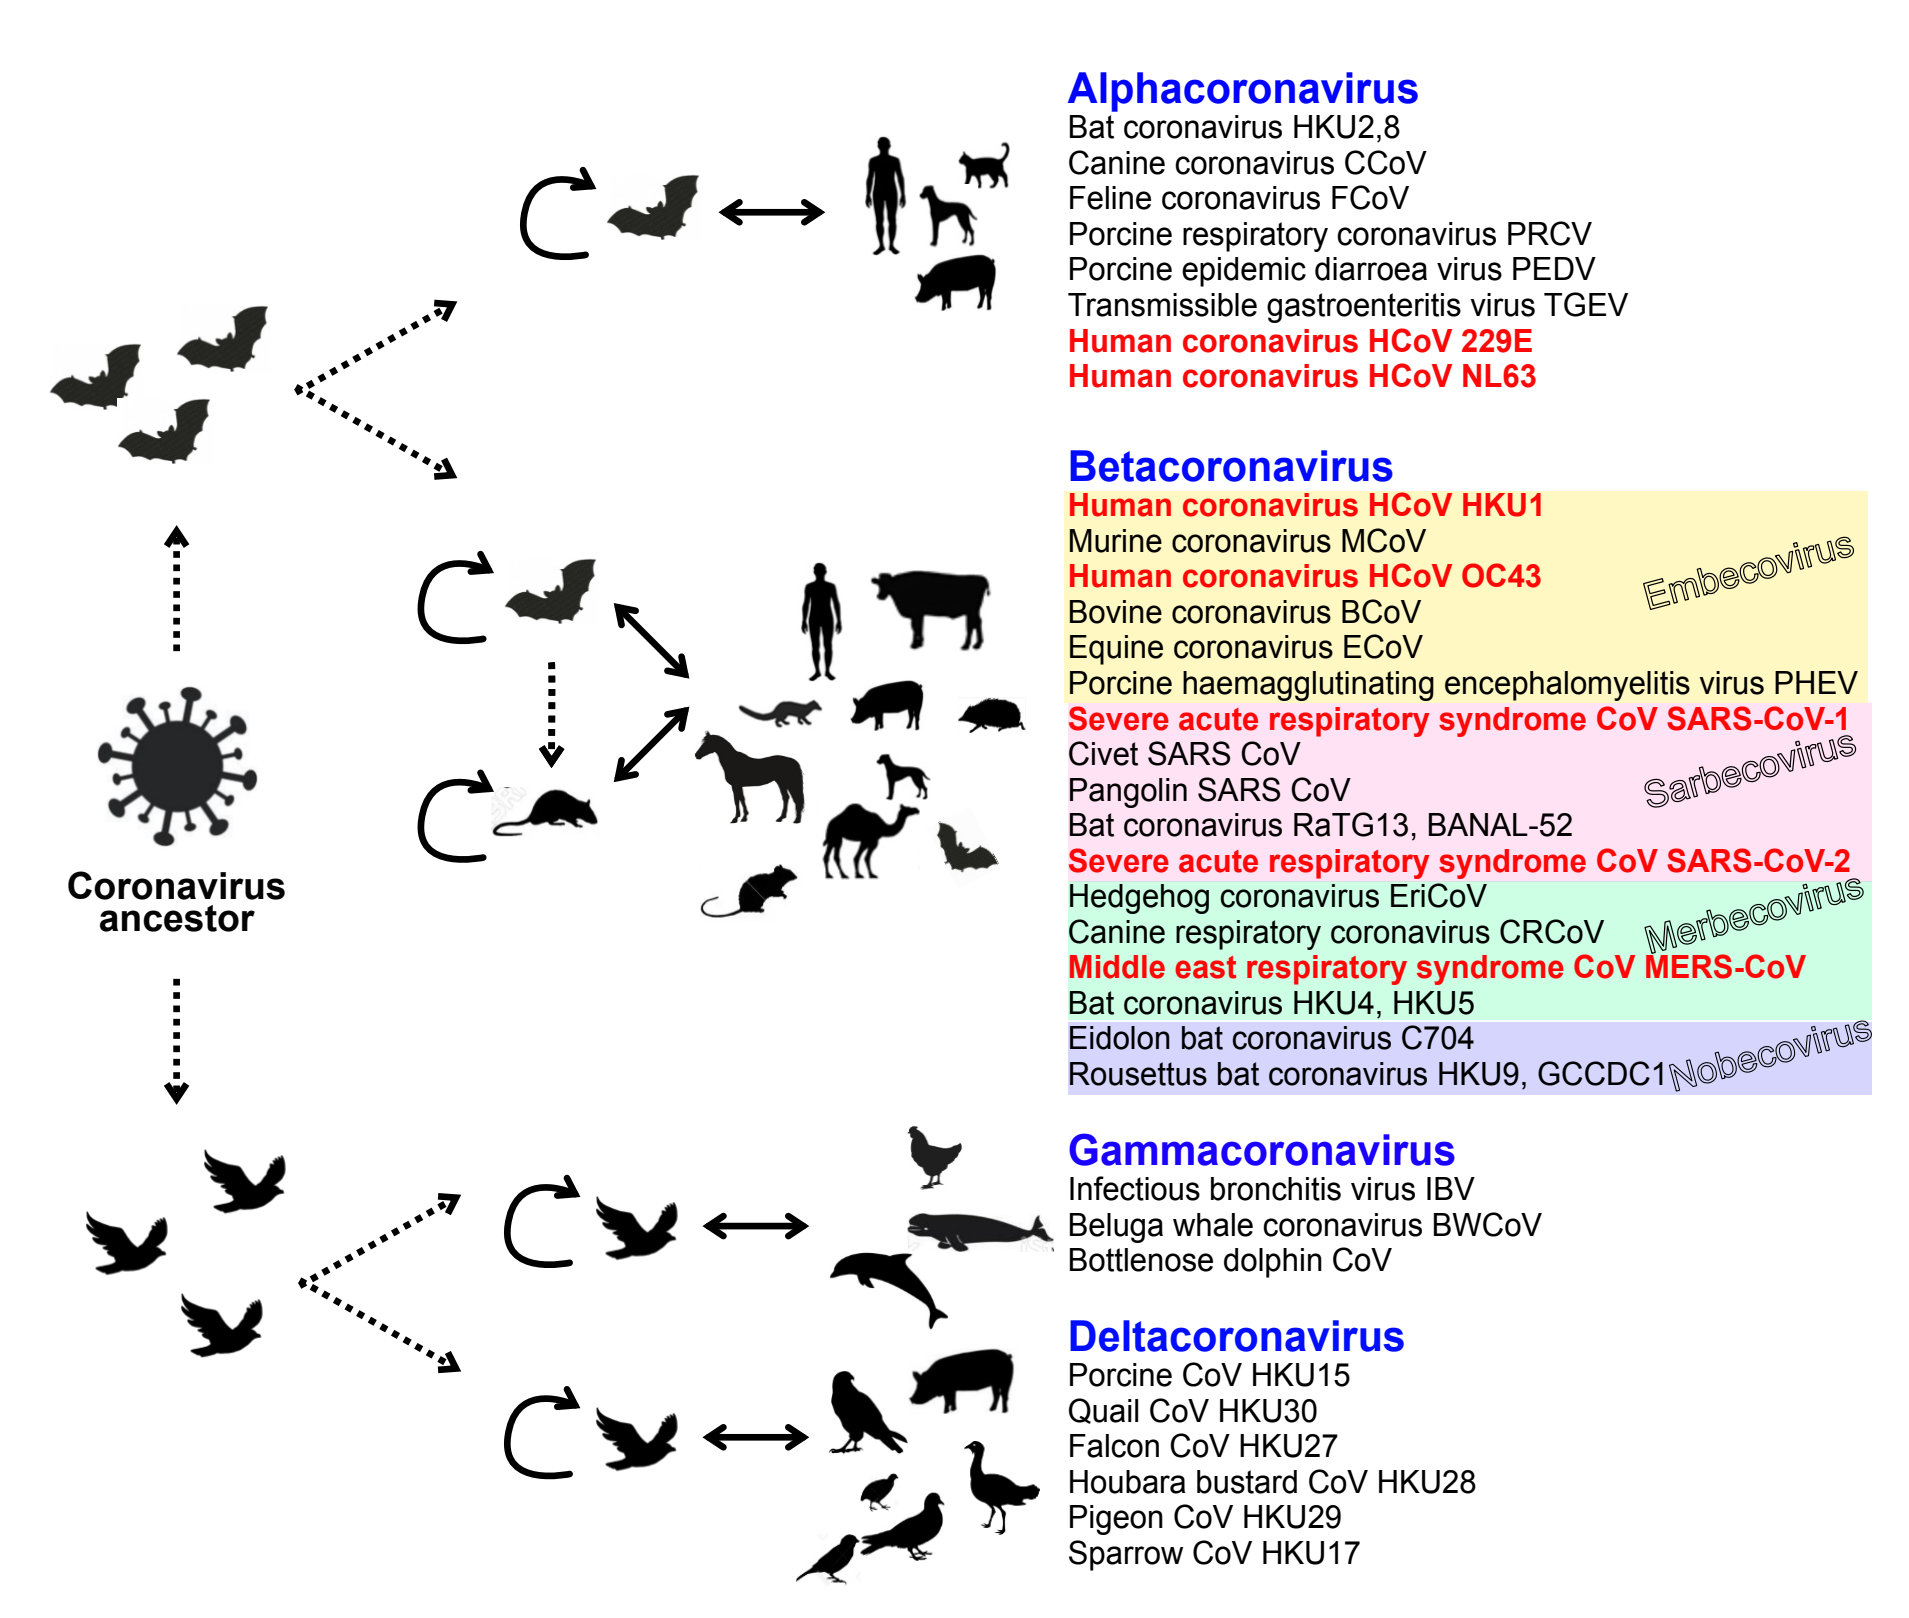 Alphacoronavirus
Bat coronavirus HKU2,8
Canine coronavirus CCoV
Feline coronavirus FCoV
Porcine respiratory coronavirus PRCV
Porcine epidemic diarroea virus PEDV
Transmissible gastroenteritis virus TGEV
Human coronavirus HCoV 229E
Human coronavirus HCoV NL63
Betacoronavirus
Human coronavirus HCoV HKU1
Murine coronavirus MCoV
Human coronavirus HCoV OC43
Bovine coronavirus BCoV
Equine coronavirus ECoV
Porcine haemagglutinating encephalomyelitis virus PHEV
Embecovirus
Severe acute respiratory syndrome CoV SARS-CoV-1
Civet SARS CoV
Pangolin SARS CoV
Bat coronavirus RaTG13, BANAL-52
Severe acute respiratory syndrome CoV SARS-CoV-2
Sarbecovirus
Hedgehog coronavirus EriCoV
Canine respiratory coronavirus CRCoV
Middle east respiratory syndrome CoV MERS-CoV
Bat coronavirus HKU4, HKU5
Merbecovirus
Eidolon bat coronavirus C704
Rousettus bat coronavirus HKU9, GCCDC1
Nobecovirus
Coronavirus
ancestor
Gammacoronavirus
Infectious bronchitis virus IBV
Beluga whale coronavirus BWCoV
Bottlenose dolphin CoV
Deltacoronavirus
Porcine CoV HKU15
Quail CoV HKU30
Falcon CoV HKU27
Houbara bustard CoV HKU28
Pigeon CoV HKU29
Sparrow CoV HKU17